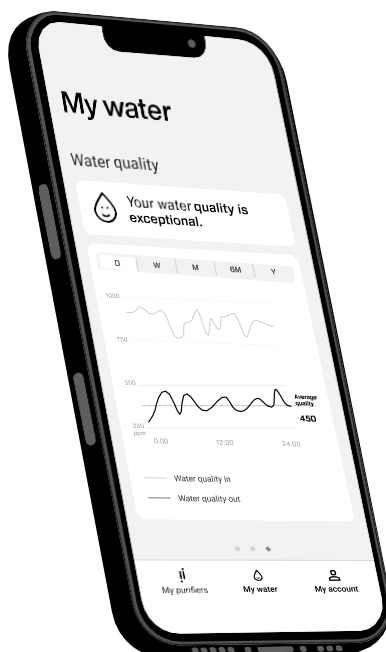 My water
Water quality
Your water quality is
exceptional.
D W M 6M Y
1000
750
500
Average
quality.
450
250
ppm
0:00 12:00 24:00
Water quality in
Water quality out
My purifiers My water My account